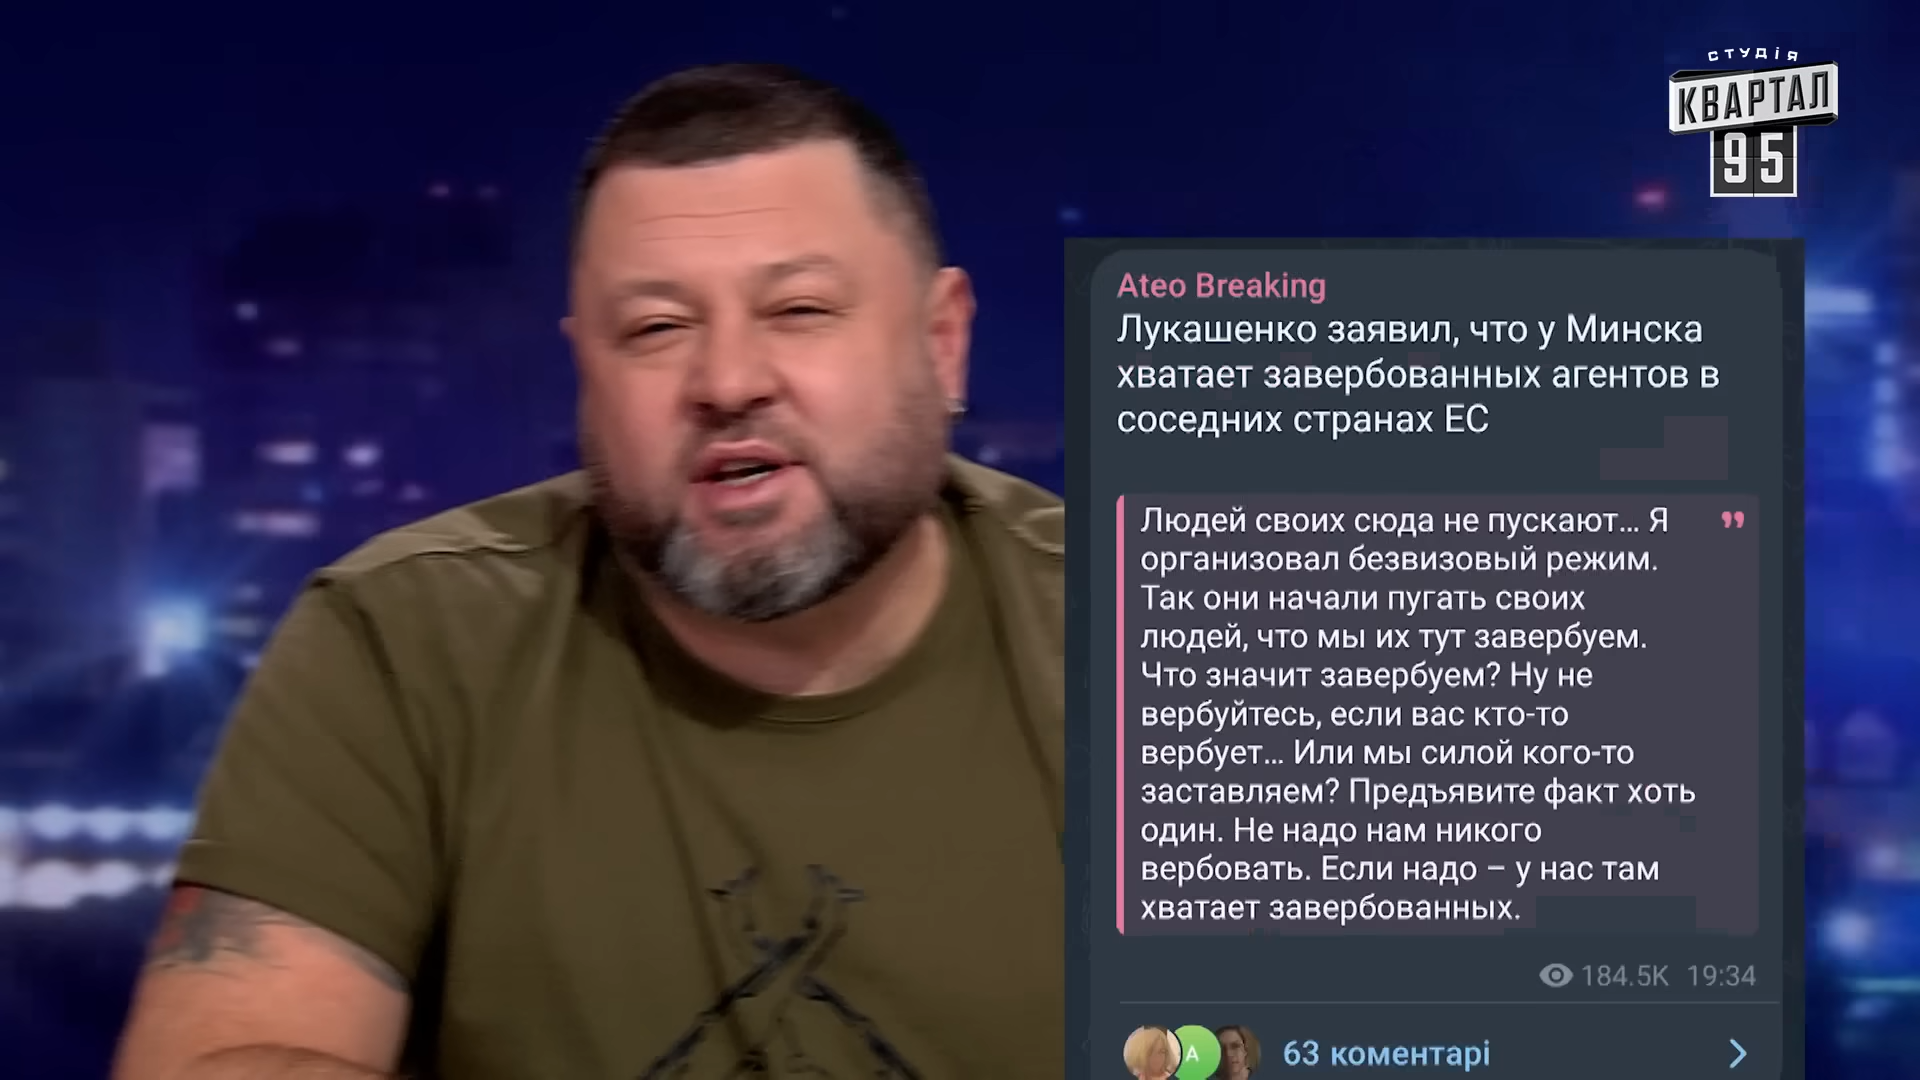 СТУДІЯ
КВАРТАЛ
95
Ateo Breaking
Лукашенко заявил, что у Минска
хватает завербованных агентов в
соседних странах ЕС
Людей своих сюда не пускают... Я
организовал безвизовый режим.
Так они начали пугать своих
людей, что мы их тут завербуем.
Что значит завербуем? Ну не
вербуйтесь, если вас кто-то
вербует... Или мы силой кого-то
заставляем? Предъявите факт хоть
один. Не надо нам никого
вербовать. Если надо – у нас там
хватает завербованных.
184.5K 19:34
A
63 коментарі